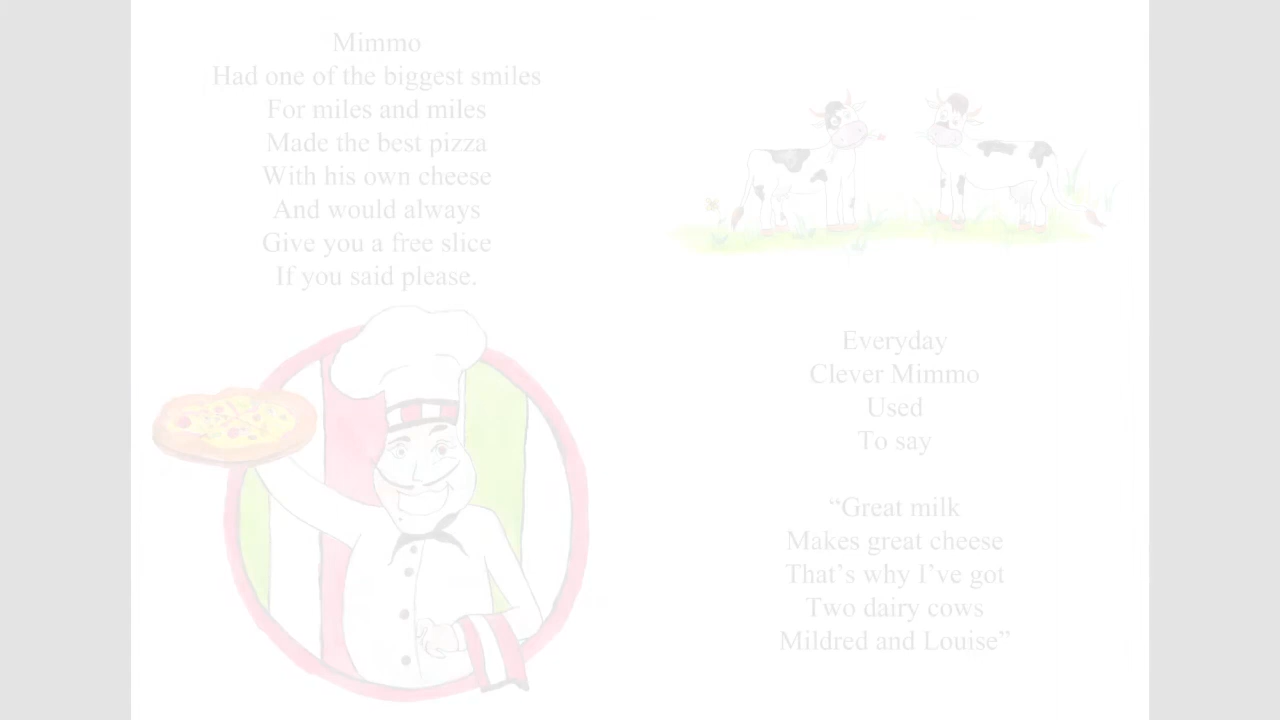 Mimmo
Had one of the biggest smiles
For miles and miles
Made the best pizza
With his own cheese
And would always
Give you a free slice
If you said please.
Everyday
Clever Mimmo
Used
To say
“Great milk
Makes great cheese
That’s why I’ve got
Two dairy cows
Mildred and Louise”